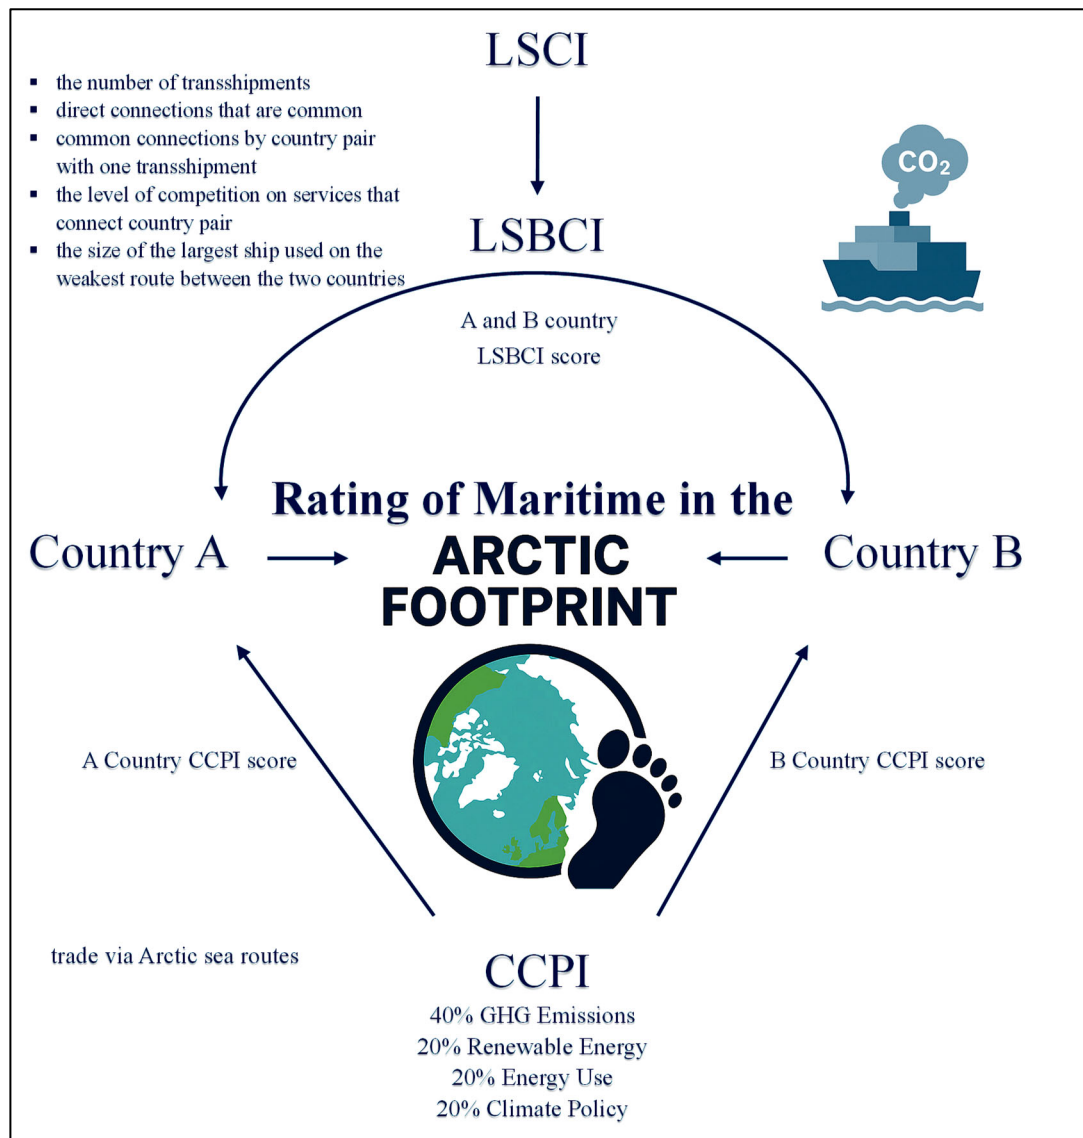 LSCI
▪ the number of transshipments
▪ direct connections that are common
▪ common connections by country pair
with one transshipment
▪ the level of competition on services that
connect country pair
▪ the size of the largest ship used on the
weakest route between the two countries
CO₂
LSBCI
A and B country
LSBCI score
Rating of Maritime in the
ARCTIC
FOOTPRINT
Country A
Country B
A Country CCPI score
B Country CCPI score
trade via Arctic sea routes
CCPI
40% GHG Emissions
20% Renewable Energy
20% Energy Use
20% Climate Policy